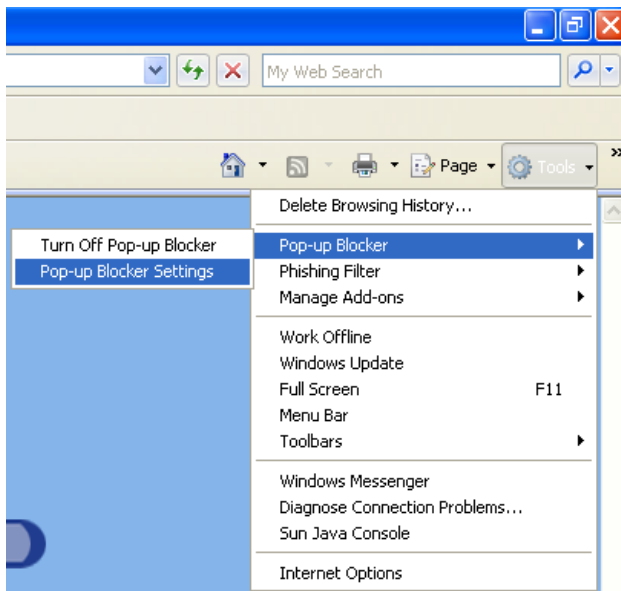 My Web Search
Page
Tools
»
Delete Browsing History...
Turn Off Pop-up Blocker
Pop-up Blocker Settings
Pop-up Blocker
Phishing Filter
Manage Add-ons
Work Offline
Windows Update
Full Screen F11
Menu Bar
Toolbars
Windows Messenger
Diagnose Connection Problems...
Sun Java Console
Internet Options